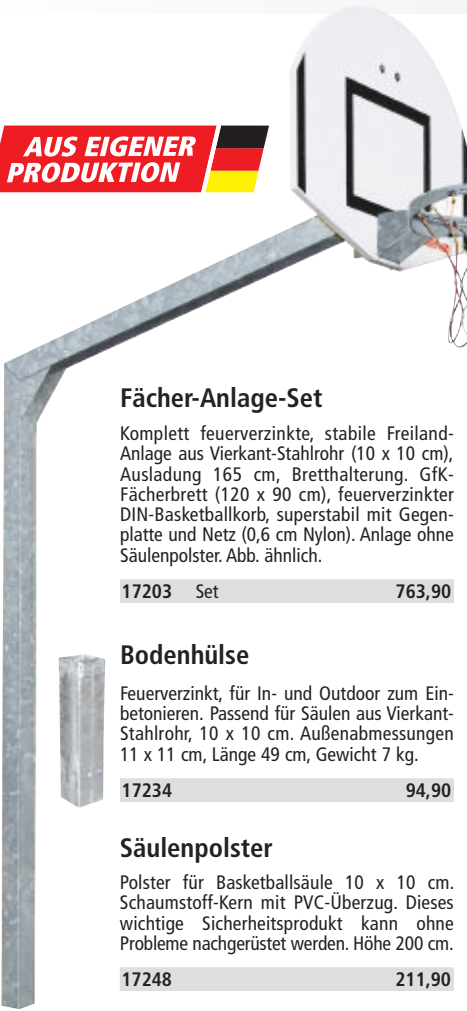 AUS EIGENER
PRODUKTION
Fächer-Anlage-Set
Komplett feuerverzinkte, stabile Freiland-
Anlage aus Vierkant-Stahlrohr (10 x 10 cm),
Ausladung 165 cm, Bretthalterung. GfK-
Fächerbrett (120 x 90 cm), feuerverzinkter
DIN-Basketballkorb, superstabil mit Gegen-
platte und Netz (0,6 cm Nylon). Anlage ohne
Säulenpolster. Abb. ähnlich.
17203 Set 763,90
Bodenhülse
Feuerverzinkt, für In- und Outdoor zum Ein-
betonieren. Passend für Säulen aus Vierkant-
Stahlrohr, 10 x 10 cm. Außenabmessungen
11 x 11 cm, Länge 49 cm, Gewicht 7 kg.
17234 94,90
Säulenpolster
Polster für Basketballsäule 10 x 10 cm.
Schaumstoff-Kern mit PVC-Überzug. Dieses
wichtige Sicherheitsprodukt kann ohne
Probleme nachgerüstet werden. Höhe 200 cm.
17248 211,90